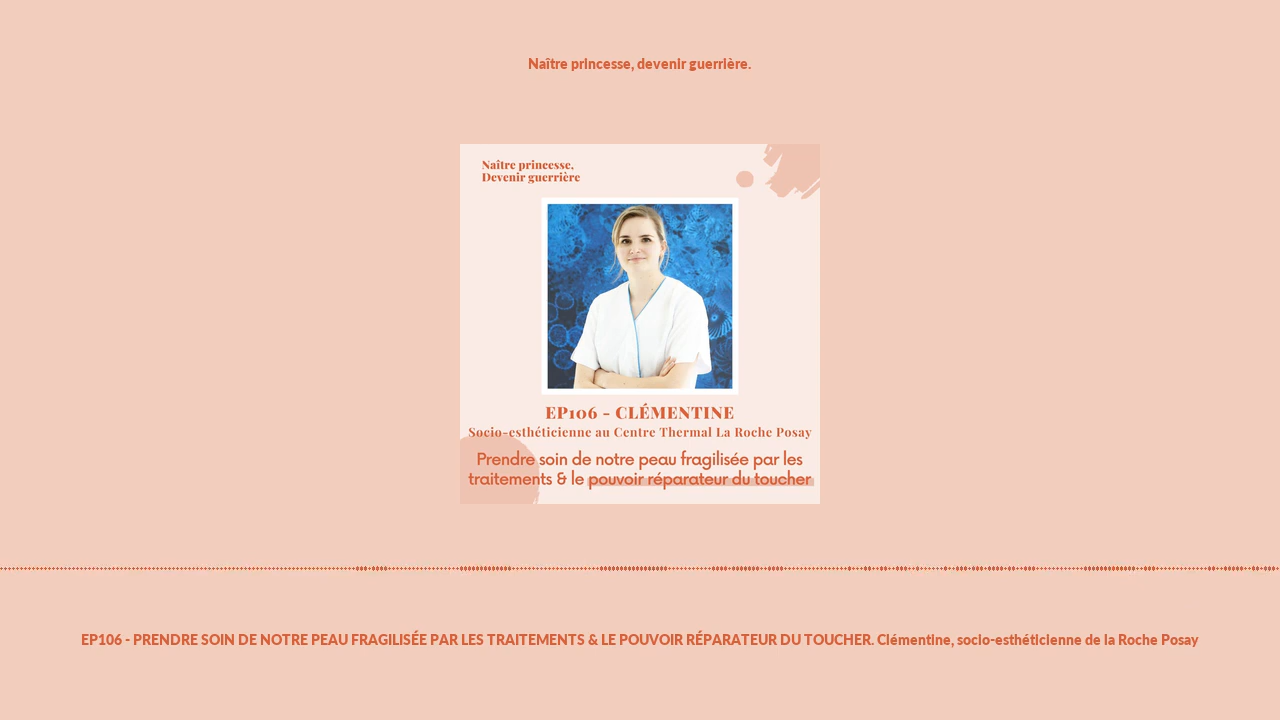 Naître princesse, devenir guerrière.
Naître princesse,
Devenir guerrière
EP106 - CLÉMENTINE
Socio-esthéticienne au Centre Thermal La Roche Posay
Prendre soin de notre peau fragilisée par les
traitements & le pouvoir réparateur du toucher
EP106 - PRENDRE SOIN DE NOTRE PEAU FRAGILISÉE PAR LES TRAITEMENTS & LE POUVOIR RÉPARATEUR DU TOUCHER. Clémentine, socio-esthéticienne de la Roche Posay